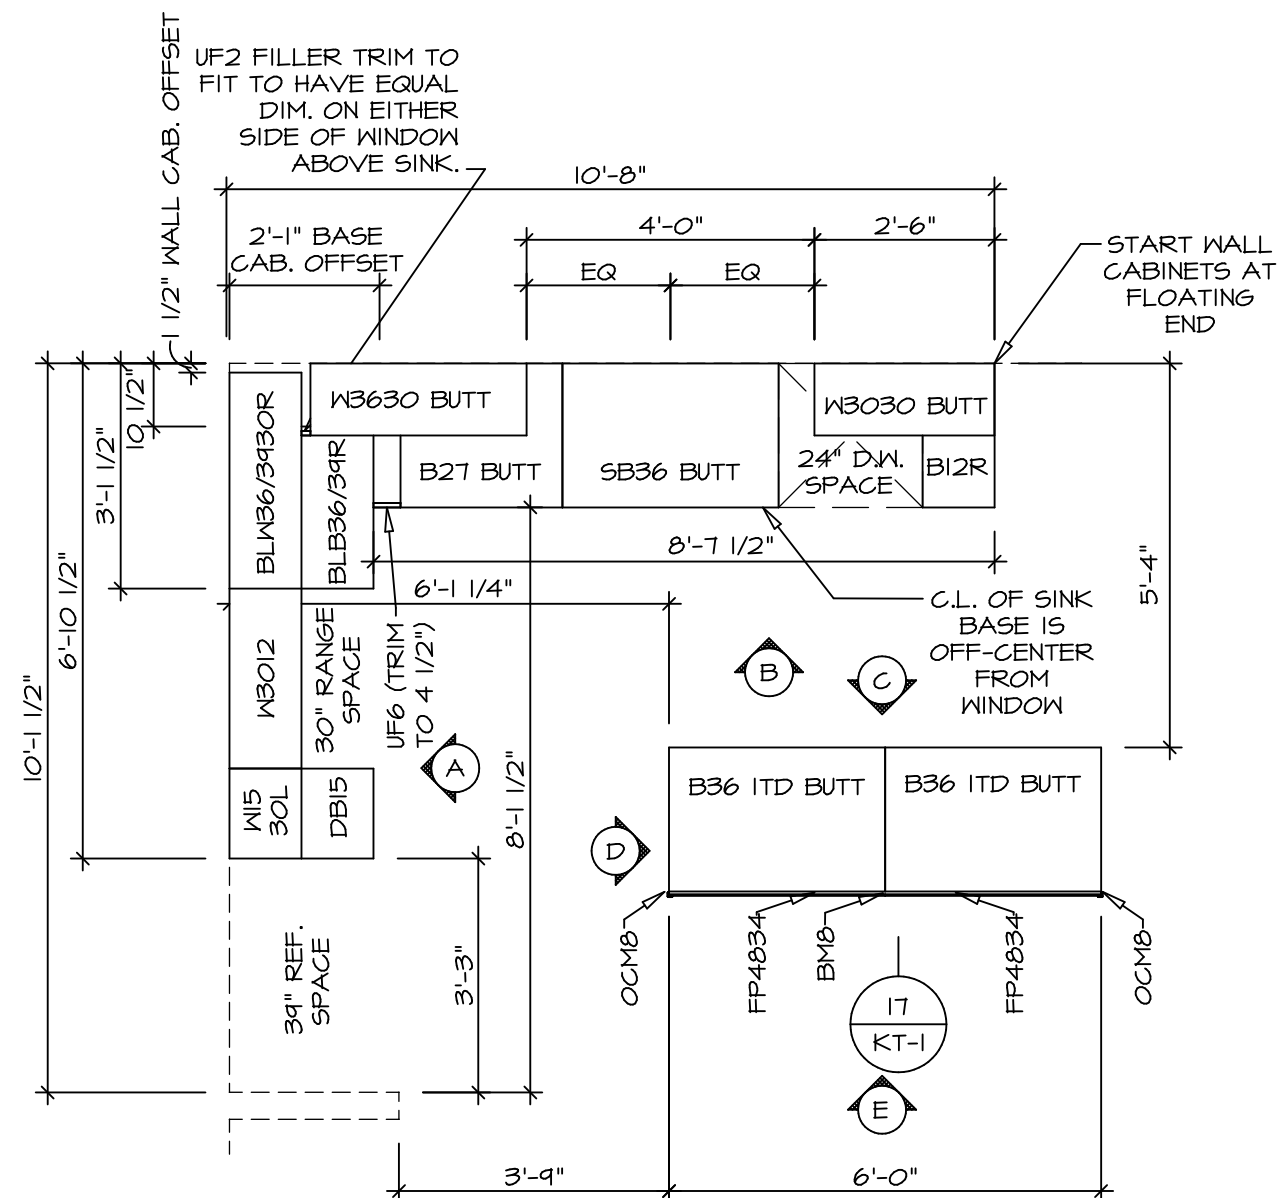 UF2 FILLER TRIM TO
FIT TO HAVE EQUAL
DIM. ON EITHER
SIDE OF WINDOW
ABOVE SINK.
1 1/2" WALL CAB. OFFSET
10'-8"
2'-1" BASE
CAB. OFFSET
4'-0"
2'-6"
EQ
EQ
START WALL
CABINETS AT
FLOATING
END
10 1/2"
3'-1 1/2"
6'-10 1/2"
10'-1 1/2"
BLW36/3930R
BLB36/39R
W3630 BUTT
W3030 BUTT
B27 BUTT
SB36 BUTT
24" D.W.
SPACE
B12R
8'-7 1/2"
6'-1 1/4"
5'-4"
C.L. OF SINK
BASE IS
OFF-CENTER
FROM
WINDOW
W3012
30" RANGE
SPACE
UF6 (TRIM
TO 4 1/2")
B
C
A
W15
30L
DB15
8'-1 1/2"
B36 1TD BUTT
B36 1TD BUTT
D
39" REF.
SPACE
3'-3"
OCM8
FP4834
BM8
FP4834
OCM8
17
KT-1
E
3'-9"
6'-0"